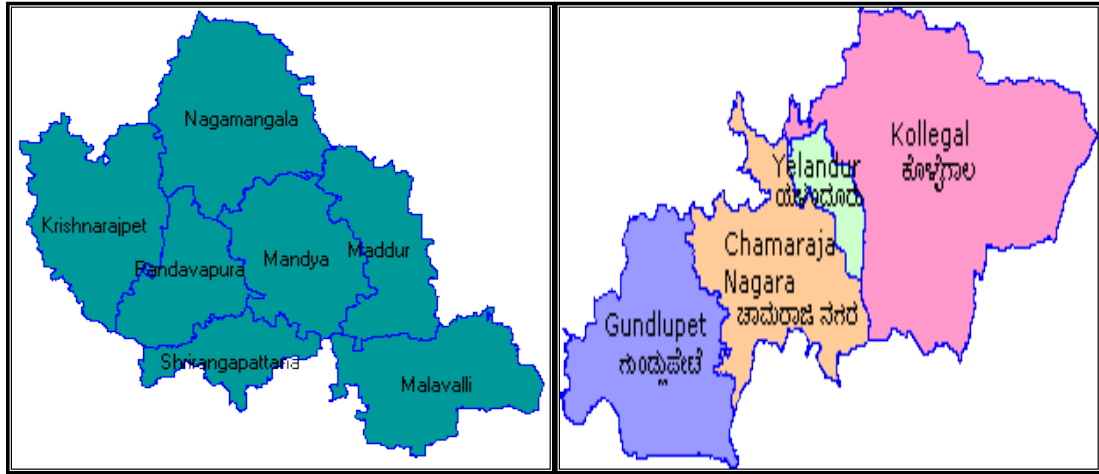 Nagamangala
Krishnarajpet
Pandavapura
Mandya
Maddur
Shrirangapattana
Malavalli
Kollegal
ಕೊಳ್ಳೆಗಾಲ
Yelandur
ಯಳಂದೂರು
Chamaraja
Nagara
ಚಾಮರಾಜ ನಗರ
Gundlupet
ಗುಂಡ್ಲುಪೇಟೆ